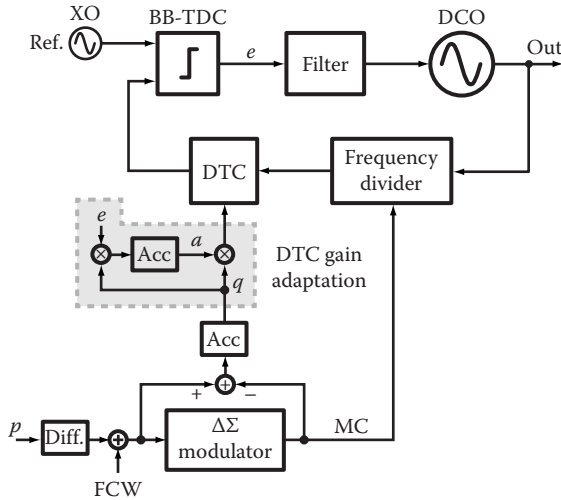 XO
BB-TDC
DCO
Ref.
e
Filter
Out
DTC
Frequency
divider
e
Acc
a
q
DTC gain
adaptation
Acc
+
+
−
p
Diff.
+
ΔΣ
modulator
MC
FCW